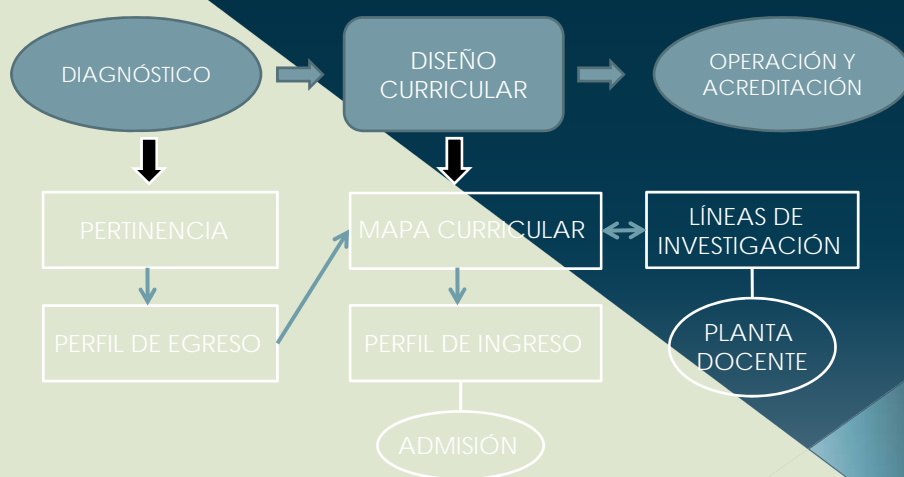 DIAGNÓSTICO
DISEÑO
CURRICULAR
OPERACIÓN Y
ACREDITACIÓN
PERTINENCIA
MAPA CURRICULAR
LÍNEAS DE
INVESTIGACIÓN
PERFIL DE EGRESO
PERFIL DE INGRESO
PLANTA
DOCENTE
ADMISIÓN